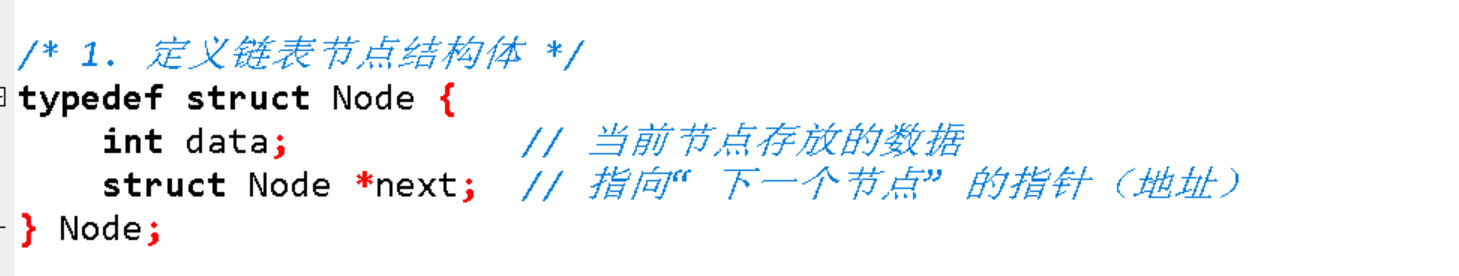 /* 1. 定义链表节点结构体 */
typedef struct Node {
    int data;           // 当前节点存放的数据
    struct Node *next;  // 指向“下一个节点”的指针（地址）
} Node;